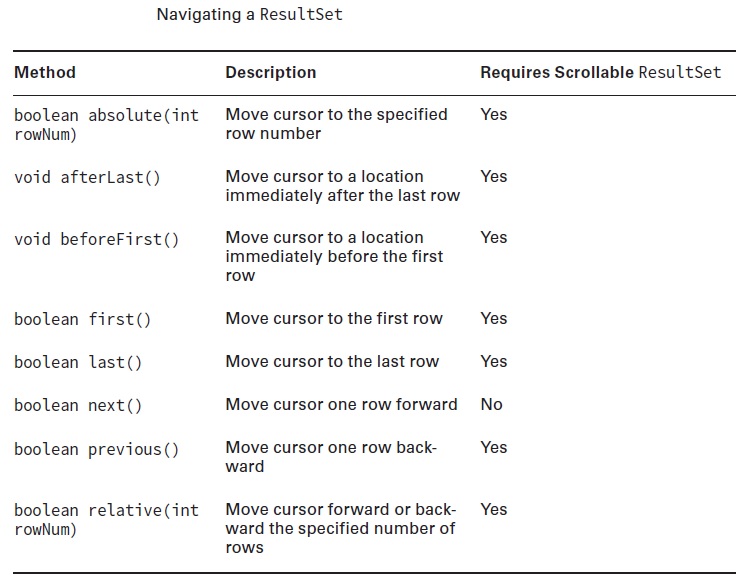 Navigating a ResultSet
Method Description Requires Scrollable ResultSet
boolean absolute(int Move cursor to the specified Yes
rowNum) row number
void afterLast() Move cursor to a location Yes
immediately after the last row
void beforeFirst() Move cursor to a location Yes
immediately before the first
row
boolean first() Move cursor to the first row Yes
boolean last() Move cursor to the last row Yes
boolean next() Move cursor one row forward No
boolean previous() Move cursor one row back- Yes
ward
boolean relative(int Move cursor forward or back- Yes
rowNum) ward the specified number of
rows